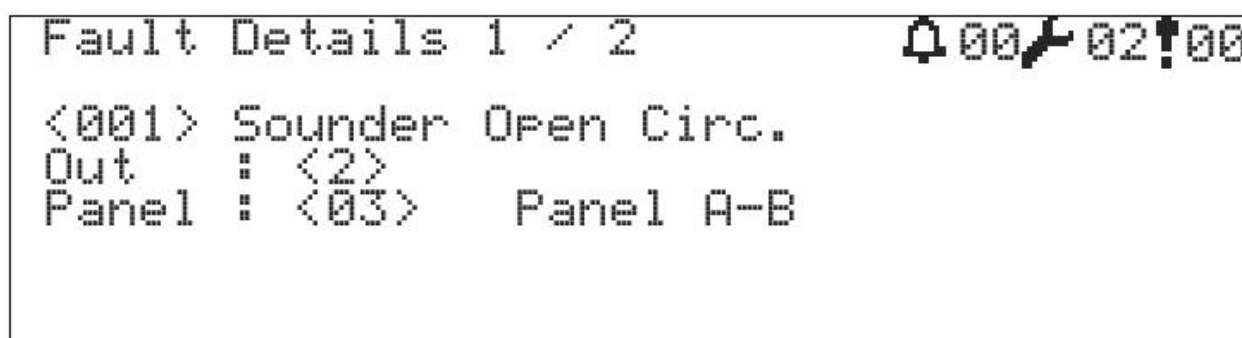 Fault Details 1 / 2 00 02 00
<001> Sounder Open Circ.
Out : <2>
Panel : <03> Panel A-B